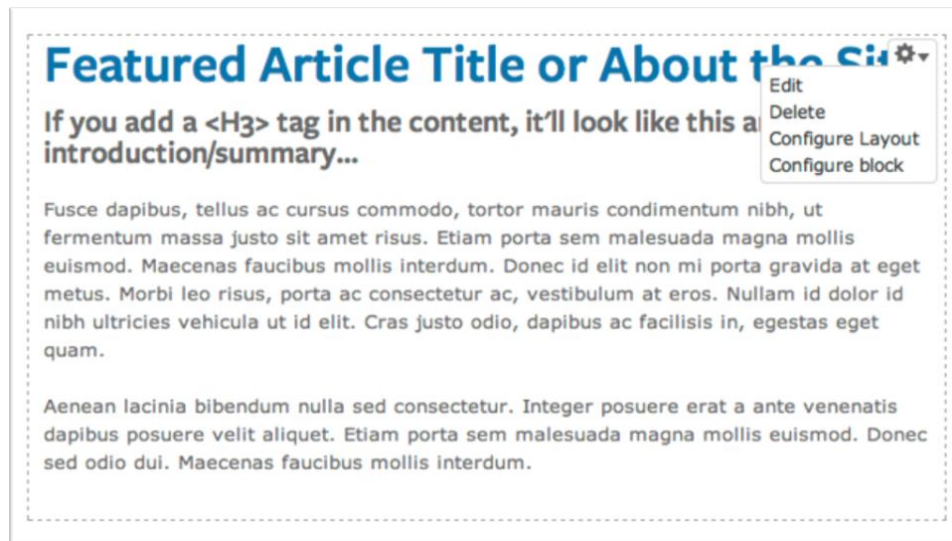 Featured Article Title or About the
Edit
Delete
Configure Layout
Configure block
If you add a <H3> tag in the content, it'll look like this
introduction/summary...
Fusce dapibus, tellus ac cursus commodo, tortor mauris condimentum nibh, ut
fermentum massa justo sit amet risus. Etiam porta sem malesuada magna mollis
euismod. Maecenas faucibus mollis interdum. Donec id elit non mi porta gravida at eget
metus. Morbi leo risus, porta ac consectetur ac, vestibulum at eros. Nullam id dolor id
nibh ultricies vehicula ut id elit. Cras justo odio, dapibus ac facilisis in, egestas eget
quam.
Aenean lacinia bibendum nulla sed consectetur. Integer posuere erat a ante venenatis
dapibus posuere velit aliquet. Etiam porta sem malesuada magna mollis euismod. Donec
sed odio dui. Maecenas faucibus mollis interdum.